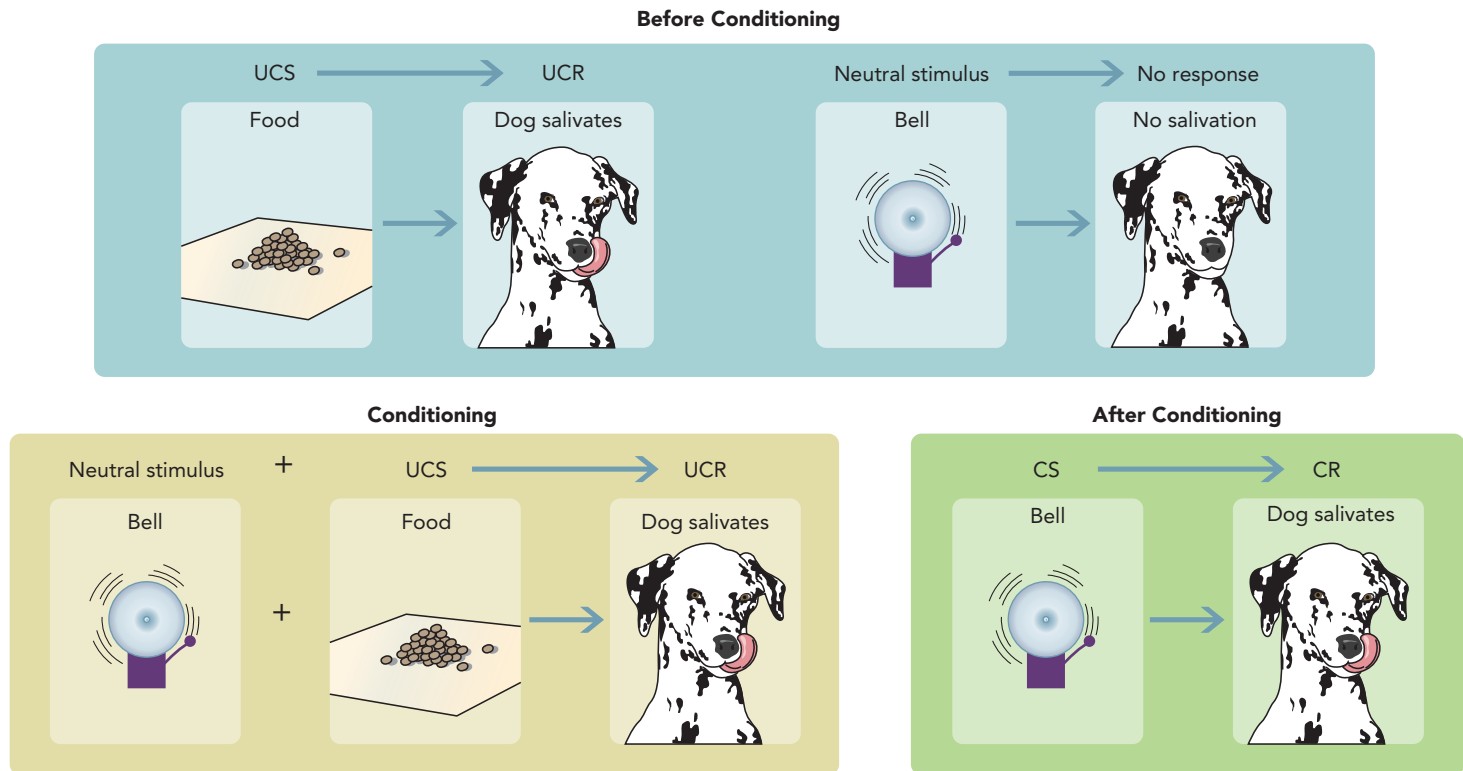 Before Conditioning
UCS UCR Neutral stimulus No response
Food Dog salivates Bell No salivation
Conditioning
Neutral stimulus + UCS UCR
Bell Food Dog salivates
+
After Conditioning
CS CR
Bell Dog salivates